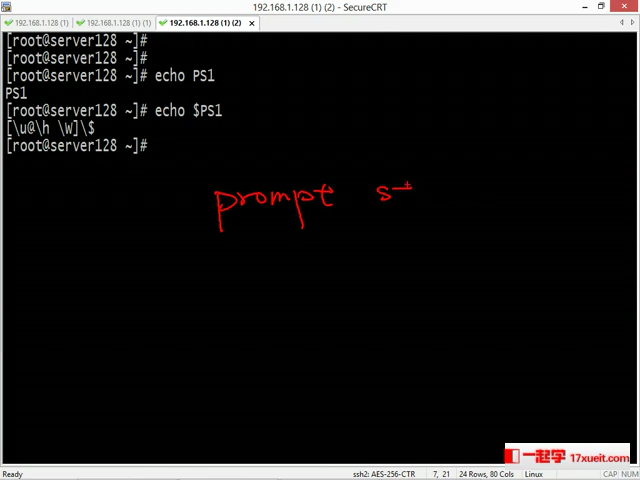 192.168.1.128 (1) (2) - SecureCRT
192.168.1.128 (1) 192.168.1.128 (1) (1) 192.168.1.128 (1) (2)
[root@server128 ~]#
[root@server128 ~]#
[root@server128 ~]# echo PS1
PS1
[root@server128 ~]# echo $PS1
[\u@\h \W]\$
[root@server128 ~]#
prompt s
一起学 17xueit.com
Ready ssh2: AES-256-CTR 7, 21 24 Rows, 80 Cols Linux CAP NUM